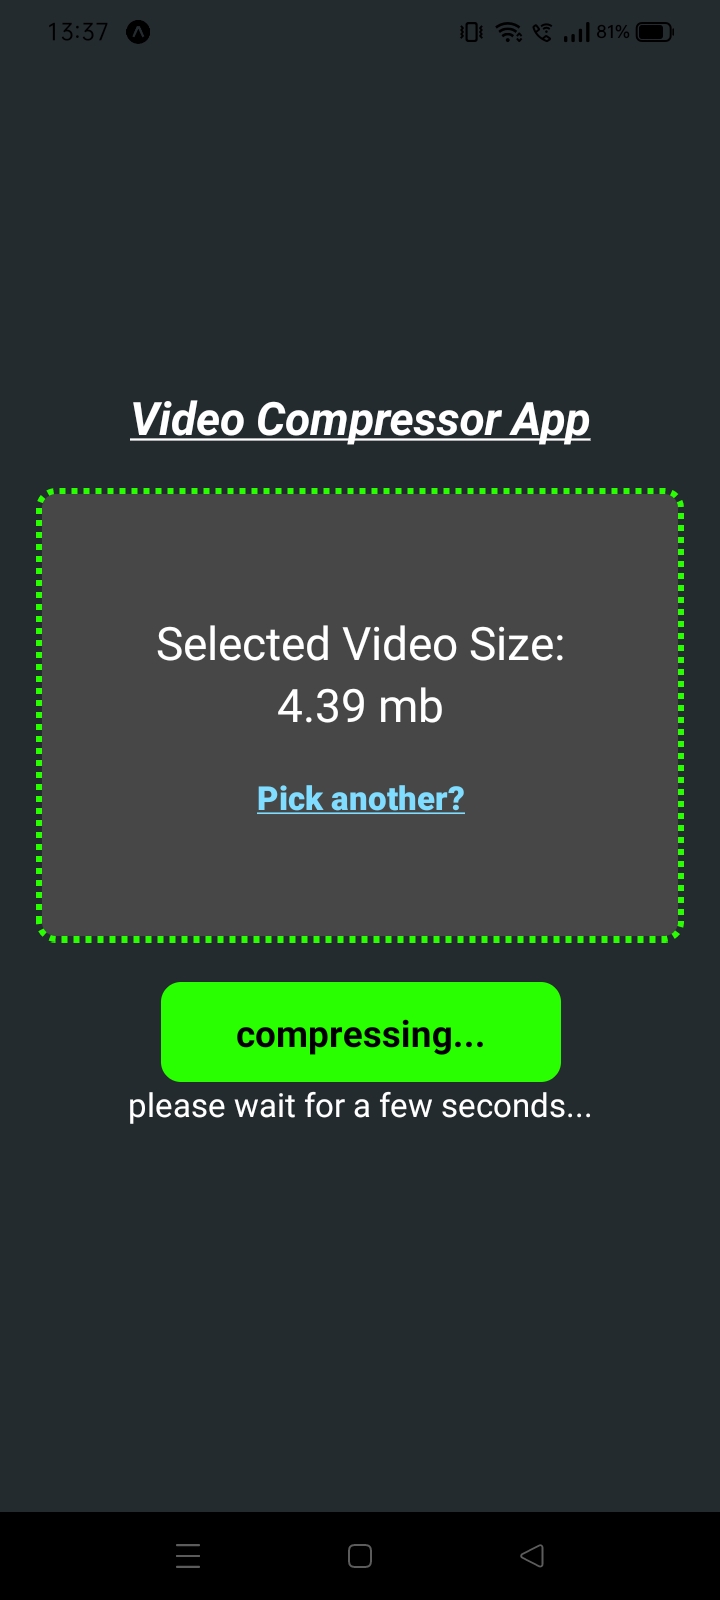 13:37 81%
Video Compressor App
Selected Video Size:
4.39 mb
Pick another?
compressing...
please wait for a few seconds...